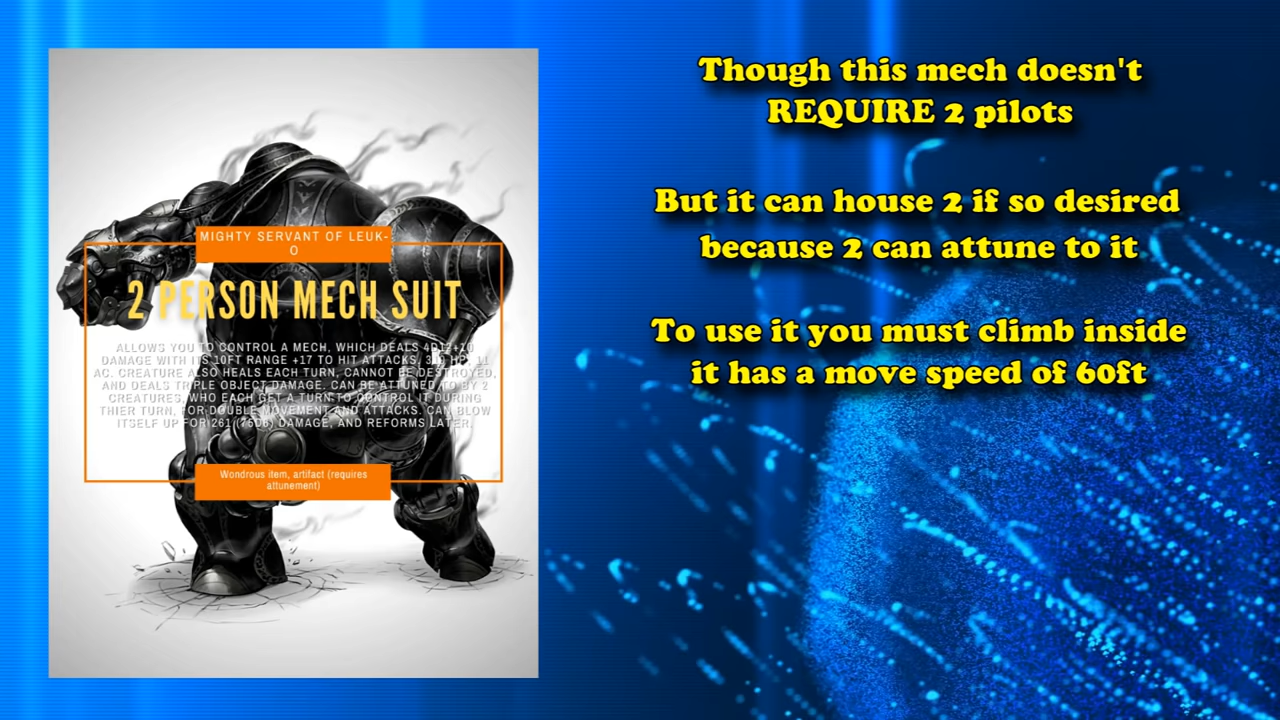 MIGHTY SERVANT OF LEUK-
O
2 PERSON MECH SUIT
ALLOWS YOU TO CONTROL A MECH, WHICH DEALS 4D12+10
DAMAGE WITH ITS 10FT RANGE +17 TO HIT ATTACKS, HP, 11
AC. CREATURE ALSO HEALS EACH TURN, CANNOT BE DESTROYED,
AND DEALS TRIPLE OBJECT DAMAGE. CAN BE ATTUNED TO BY 2
CREATURES, WHO EACH GET A TURN TO CONTROL IT DURING
THIER TURN, FOR DOUBLE MOVEMENT AND ATTACKS. CAN BLOW
ITSELF UP FOR 261 (76D6) DAMAGE, AND REFORMS LATER.
Wondrous item, artifact (requires
attunement)
Though this mech doesn't
REQUIRE 2 pilots
But it can house 2 if so desired
because 2 can attune to it
To use it you must climb inside
it has a move speed of 60ft